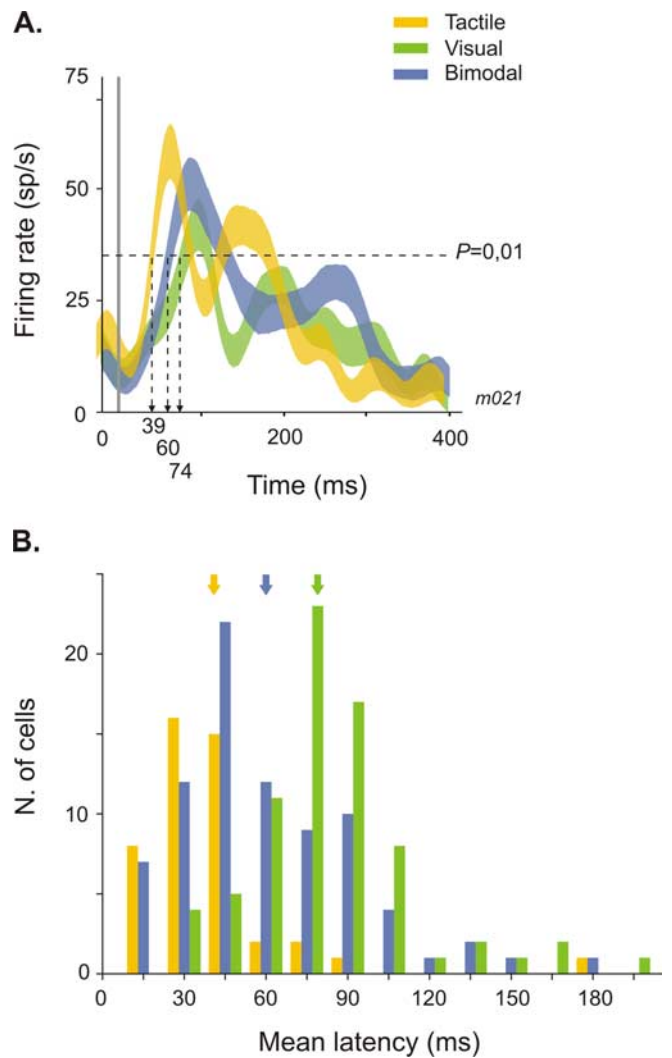 A.
Tactile
Visual
Bimodal
75
50
25
0
Firing rate (sp/s)
P=0,01
m021
0
39
60
74
200
400
Time (ms)
B.
20
10
0
N. of cells
0 30 60 90 120 150 180
Mean latency (ms)